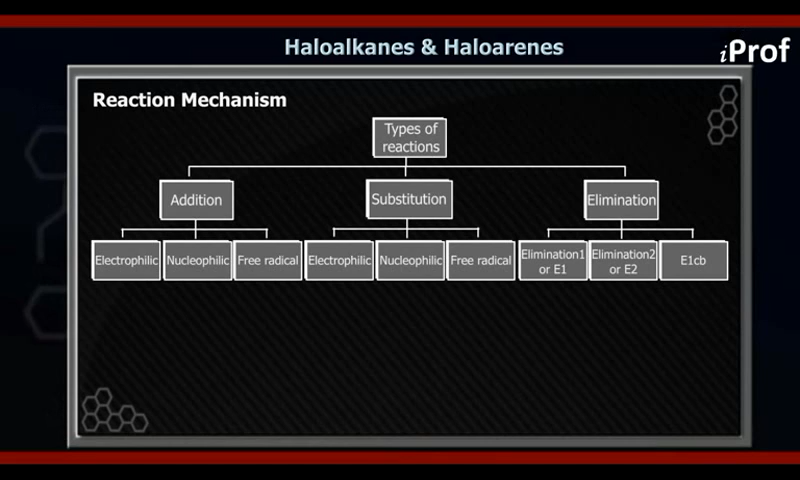 Haloalkanes & Haloarenes
iProf
Reaction Mechanism
Types of
reactions
Addition
Substitution
Elimination
Electrophilic
Nucleophilic
Free radical
Electrophilic
Nucleophilic
Free radical
Elimination1
or E1
Elimination2
or E2
E1cb